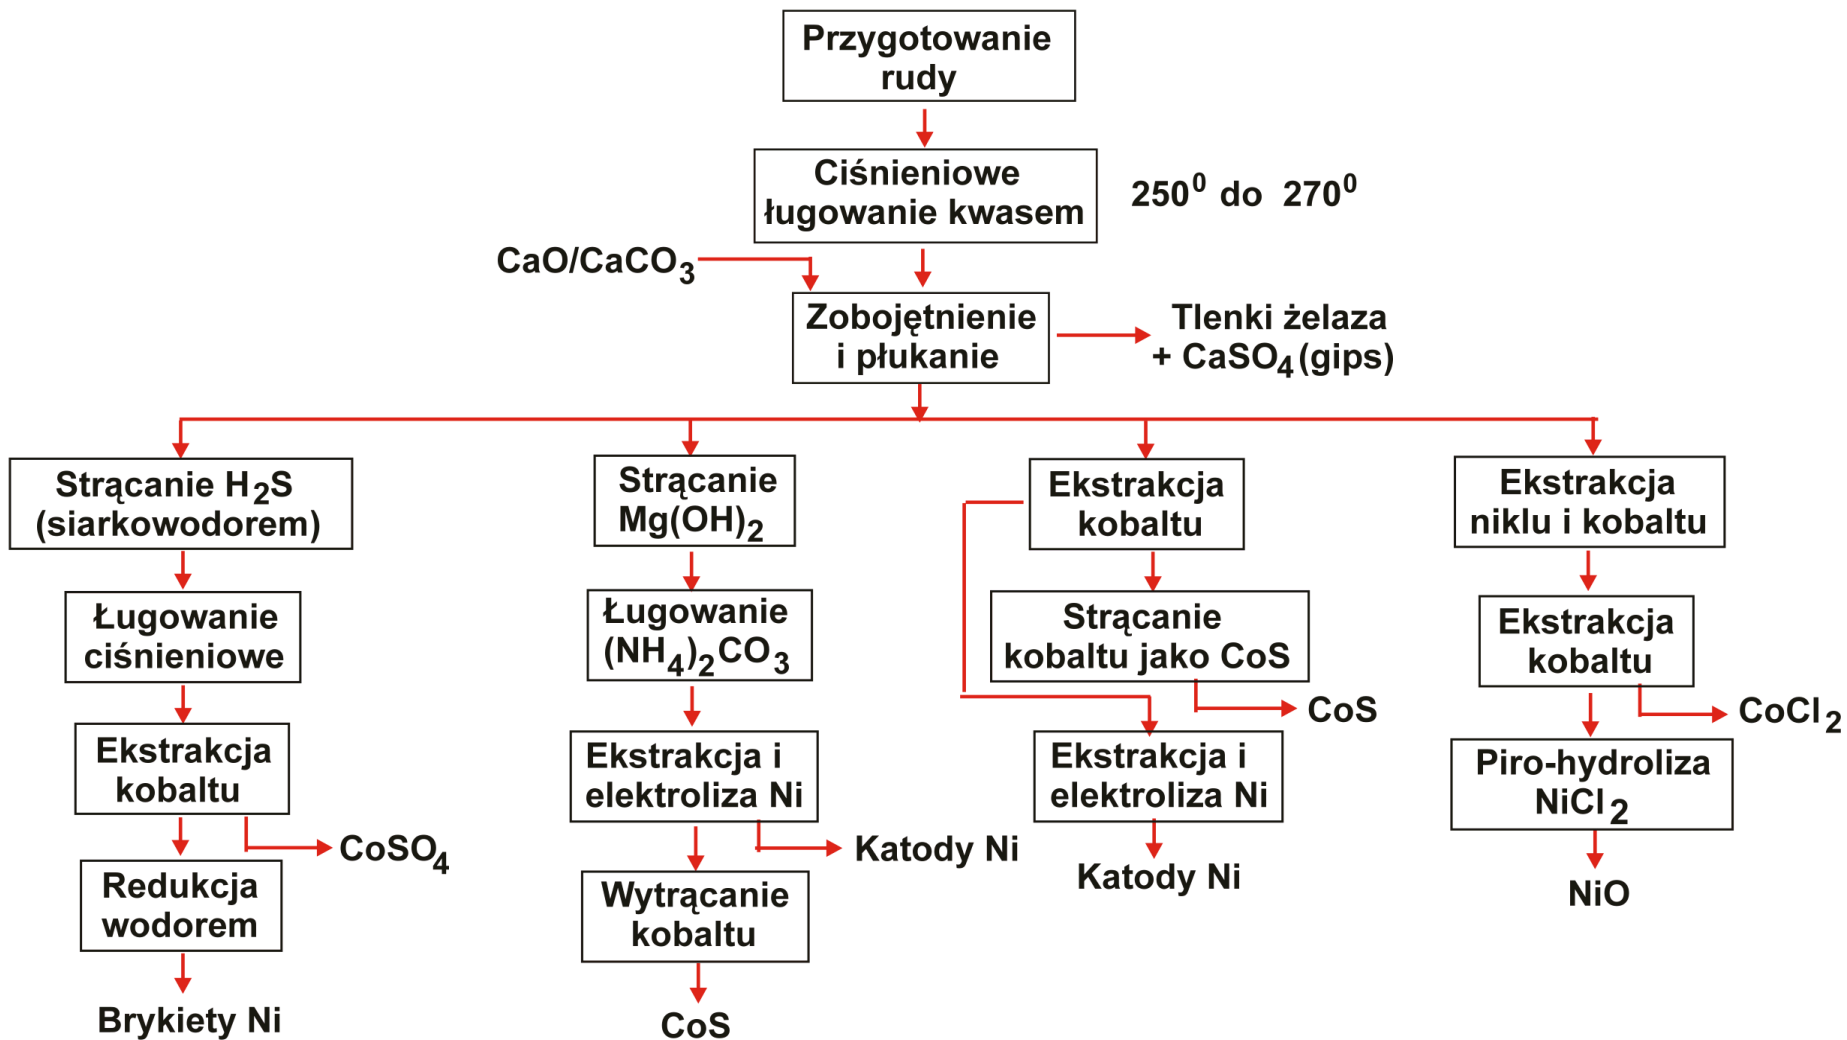 Przygotowanie
rudy
Ciśnieniowe
ługowanie kwasem
250⁰ do 270⁰
CaO/CaCO₃
Zobojętnienie
i płukanie
Tlenki żelaza
+ CaSO₄ (gips)
Strącanie H₂S
(siarkowodorem)
Ługowanie
ciśnieniowe
Ekstrakcja
kobaltu
CoSO₄
Redukcja
wodorem
Brykiety Ni
Strącanie
Mg(OH)₂
Ługowanie
(NH₄)₂CO₃
Ekstrakcja i
elektroliza Ni
Katody Ni
Wytrącanie
kobaltu
CoS
Ekstrakcja
kobaltu
Strącanie
kobaltu jako CoS
CoS
Ekstrakcja i
elektroliza Ni
Katody Ni
Ekstrakcja
niklu i kobaltu
Ekstrakcja
kobaltu
CoCl₂
Piro-hydroliza
NiCl₂
NiO